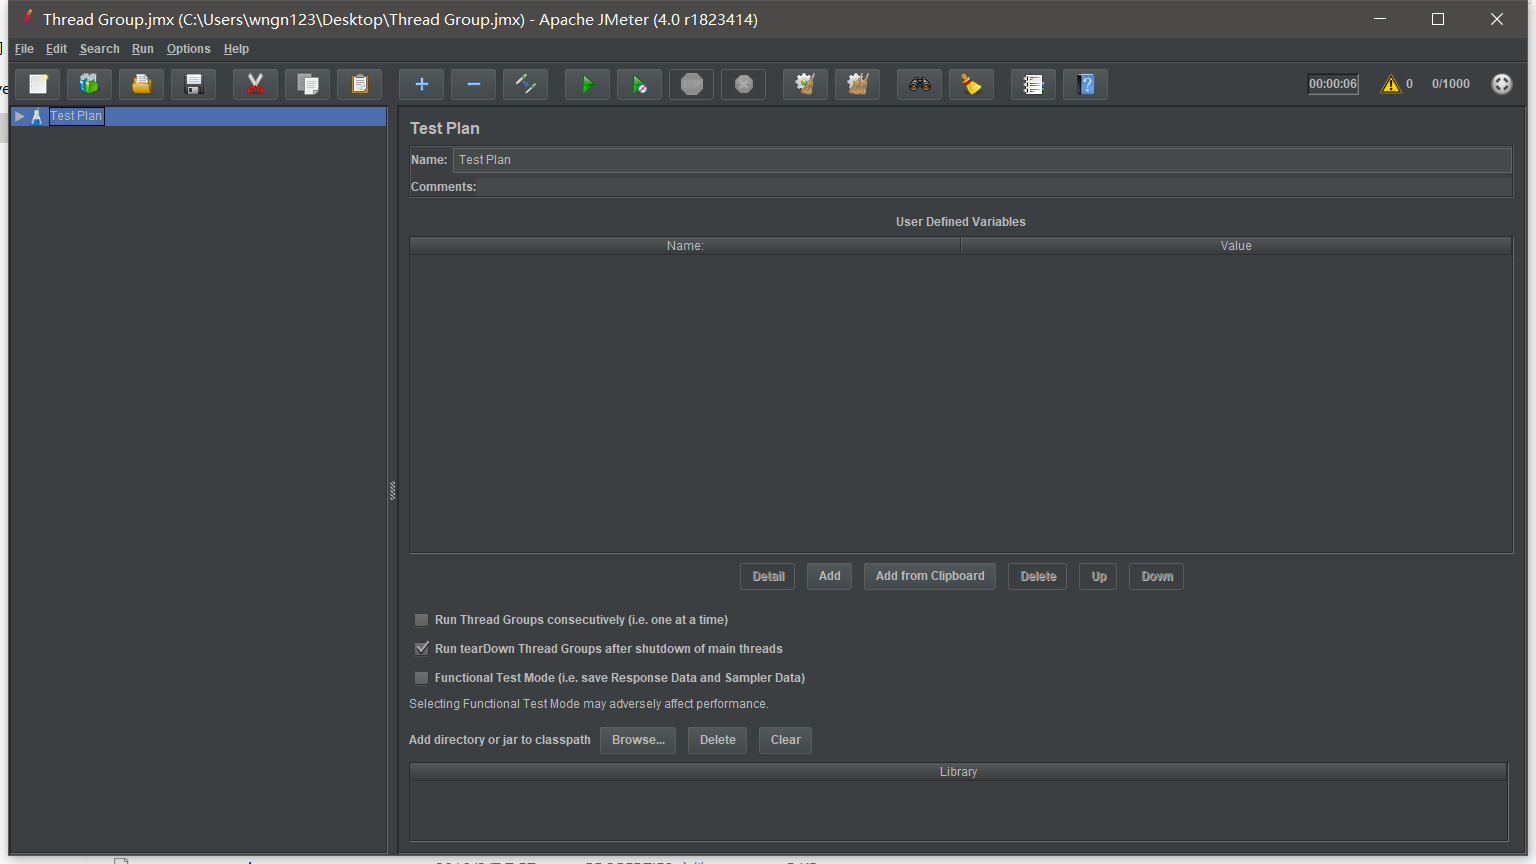 Thread Group.jmx (C:\Users\wngn123\Desktop\Thread Group.jmx) - Apache JMeter (4.0 r1823414)
File Edit Search Run Options Help
STOP
00:00:06 0 0/1000
Test Plan
Test Plan
Name: Test Plan
Comments:
User Defined Variables
Name: Value
Detail Add Add from Clipboard Delete Up Down
Run Thread Groups consecutively (i.e. one at a time)
Run tearDown Thread Groups after shutdown of main threads
Functional Test Mode (i.e. save Response Data and Sampler Data)
Selecting Functional Test Mode may adversely affect performance.
Add directory or jar to classpath Browse... Delete Clear
Library